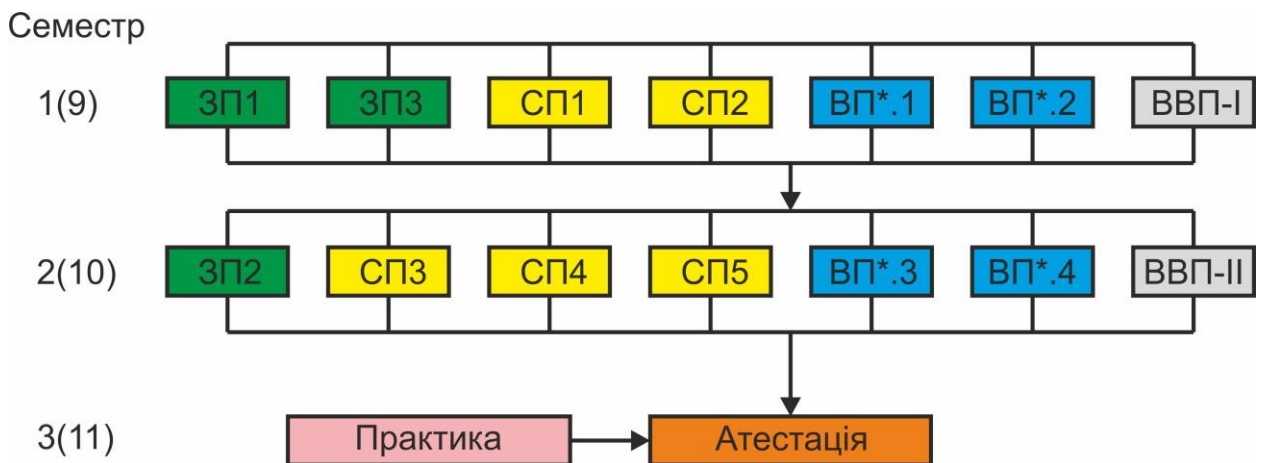 Семестр
1(9) ЗП1 ЗП3 СП1 СП2 ВП*.1 ВП*.2 ВВП-І
2(10) ЗП2 СП3 СП4 СП5 ВП*.3 ВП*.4 ВВП-ІІ
3(11) Практика Атестація